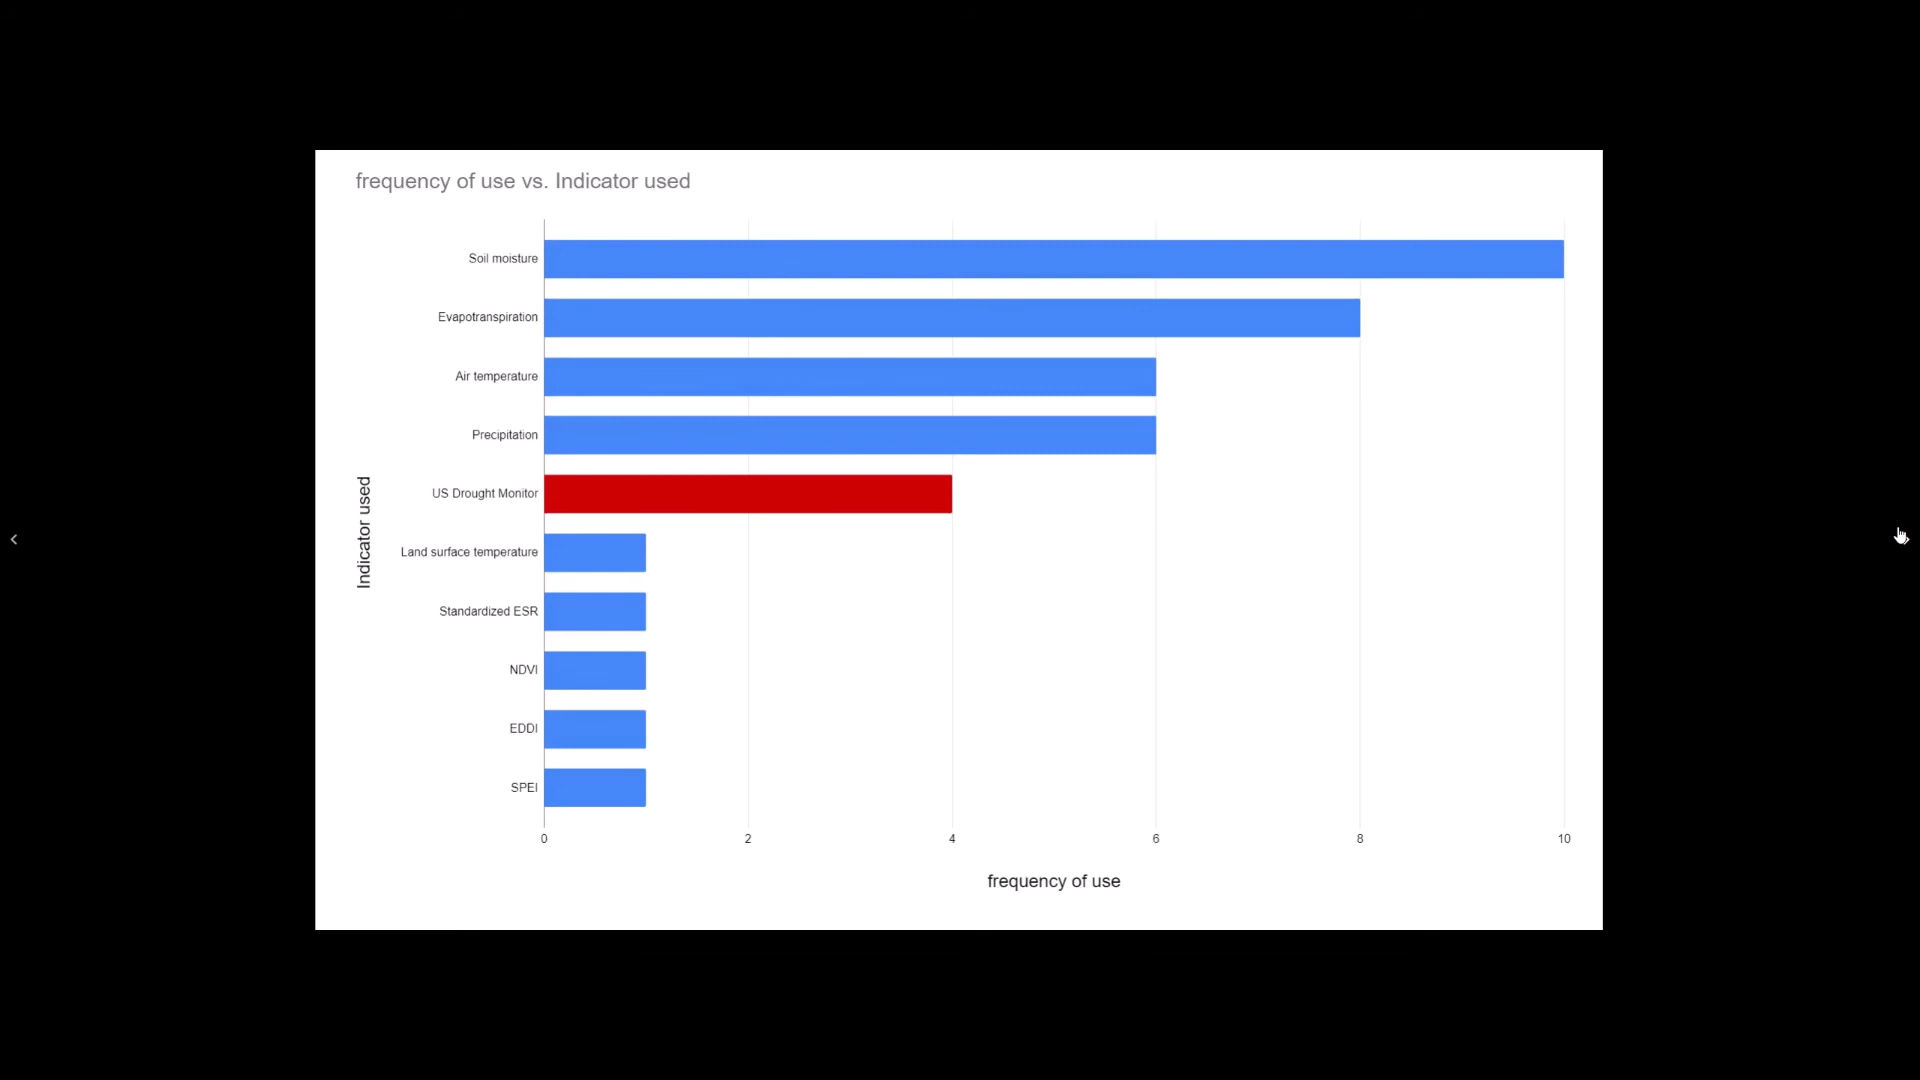 frequency of use vs. Indicator used
Indicator used
Soil moisture
Evapotranspiration
Air temperature
Precipitation
US Drought Monitor
Land surface temperature
Standardized ESR
NDVI
EDDI
SPEI
0 2 4 6 8 10
frequency of use